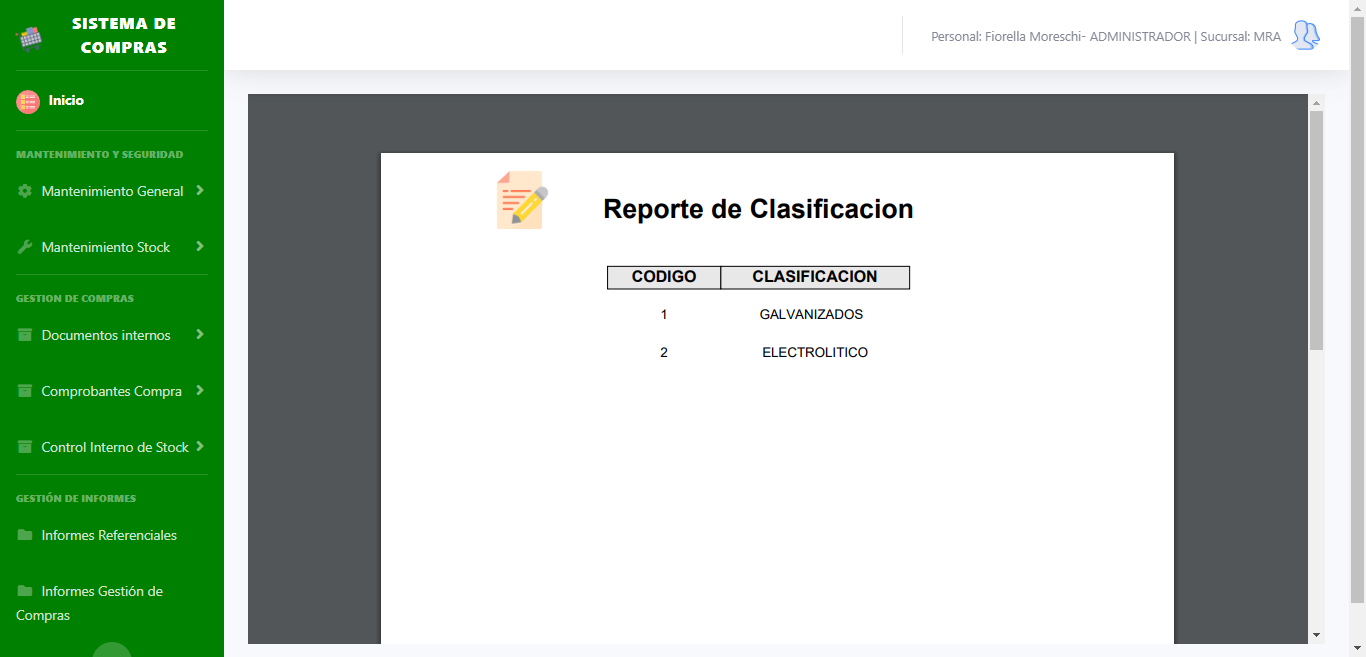 SISTEMA DE
COMPRAS
Inicio
MANTENIMIENTO Y SEGURIDAD
Mantenimiento General
Mantenimiento Stock
GESTION DE COMPRAS
Documentos internos
Comprobantes Compra
Control Interno de Stock
GESTIÓN DE INFORMES
Informes Referenciales
Informes Gestión de
Compras
Personal: Fiorella Moreschi- ADMINISTRADOR | Sucursal: MRA
Reporte de Clasificacion
CODIGO CLASIFICACION
1 GALVANIZADOS
2 ELECTROLITICO